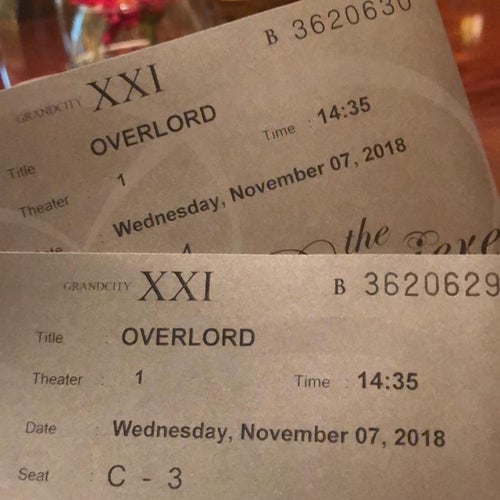 B 3620630
GRANDCITY XXI
Title : OVERLORD
Theater : 1 Time : 14:35
Wednesday, November 07, 2018
the
GRANDCITY XXI B 3620629
Title : OVERLORD
Theater : 1 Time : 14:35
Date : Wednesday, November 07, 2018
Seat : C - 3